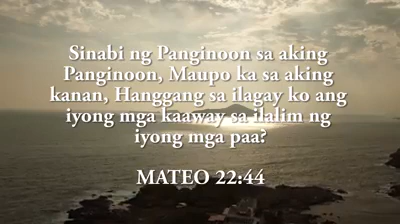 Sinabi ng Panginoon sa aking
Panginoon, Maupo ka sa aking
kanan, Hanggang sa ilagay ko ang
iyong mga kaaway sa ilalim ng
iyong mga paa?
MATEO 22:44